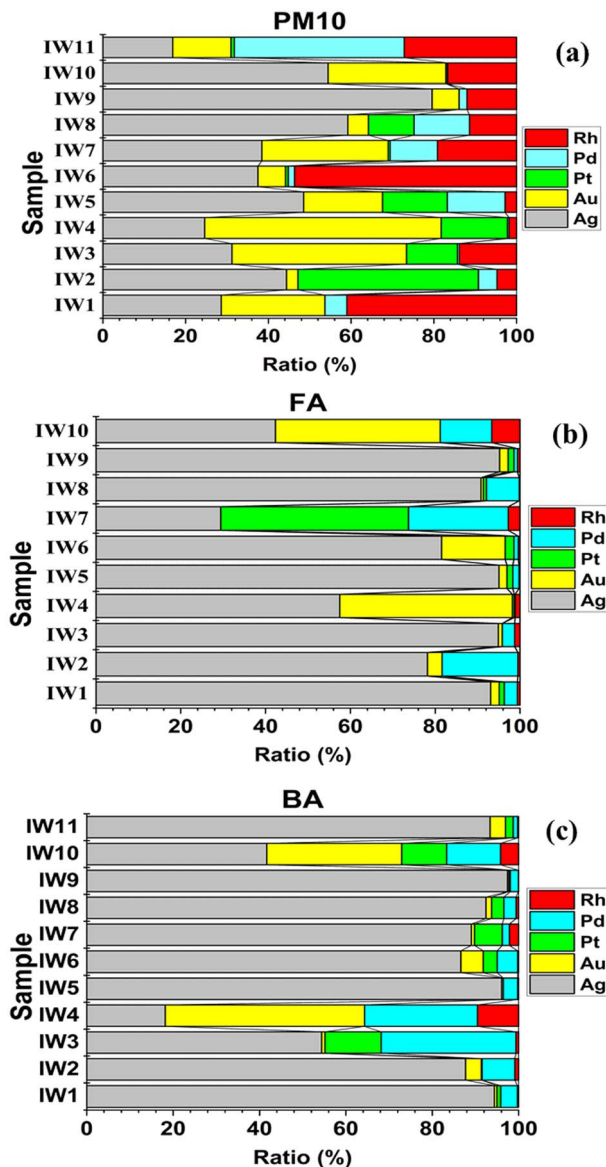 PM10
(a)
IW11
IW10
IW9
IW8
IW7
IW6
IW5
IW4
IW3
IW2
IW1
Sample
0 20 40 60 80 100
Ratio (%)
Rh
Pd
Pt
Au
Ag
FA
(b)
IW10
IW9
IW8
IW7
IW6
IW5
IW4
IW3
IW2
IW1
Sample
0 20 40 60 80 100
Ratio (%)
Rh
Pd
Pt
Au
Ag
BA
(c)
IW11
IW10
IW9
IW8
IW7
IW6
IW5
IW4
IW3
IW2
IW1
Sample
0 20 40 60 80 100
Ratio (%)
Rh
Pd
Pt
Au
Ag